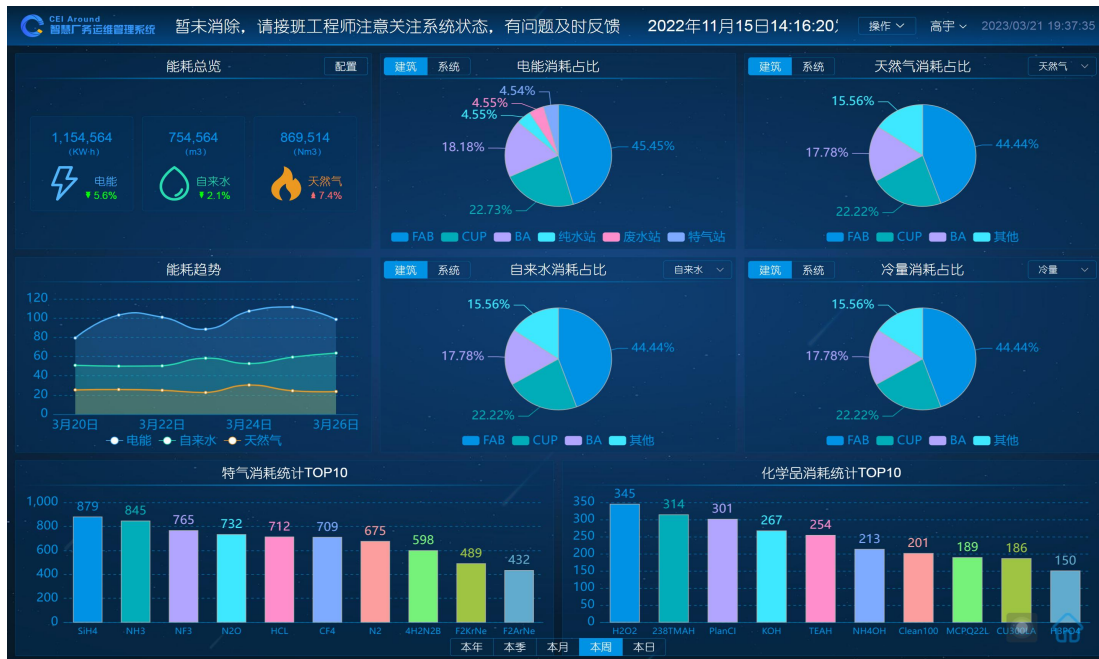 CEI Around
智慧厂务运维管理系统
暂未消除，请接班工程师注意关注系统状态，有问题及时反馈 2022年11月15日14:16:20;
操作
高宇
2023/03/21 19:37:35
能耗总览
配置
1,154,564
(KW·h)
电能
5.6%
754,564
(m3)
自来水
2.1%
869,514
(Nm3)
天然气
7.4%
建筑 系统
电能消耗占比
4.54%
4.55%
4.55%
18.18%
45.45%
22.73%
FAB CUP BA 纯水站 废水站 特气站
建筑 系统
天然气消耗占比
天然气
15.56%
44.44%
17.78%
22.22%
FAB CUP BA 其他
能耗趋势
120
100
80
60
40
20
0
3月20日 3月22日 3月24日 3月26日
电能 自来水 天然气
建筑 系统
自来水消耗占比
自来水
15.56%
44.44%
17.78%
22.22%
FAB CUP BA 其他
建筑 系统
冷量消耗占比
冷量
15.56%
44.44%
17.78%
22.22%
FAB CUP BA 其他
特气消耗统计TOP10
1,000
800
600
400
200
0
879 845 765 732 712 709 675 598 489 432
SiH4 NH3 NF3 N2O HCL CF4 N2 4H2N2B F2KrNe F2ArNe
化学品消耗统计TOP10
350
300
250
200
150
100
50
0
345 314 301 267 254 213 201 189 186 150
H2O2 238TMAH PlanCl KOH TEAH NH4OH Clean100 MCPQ22L CU300LA H3PO4
本年 本季 本月 本周 本日